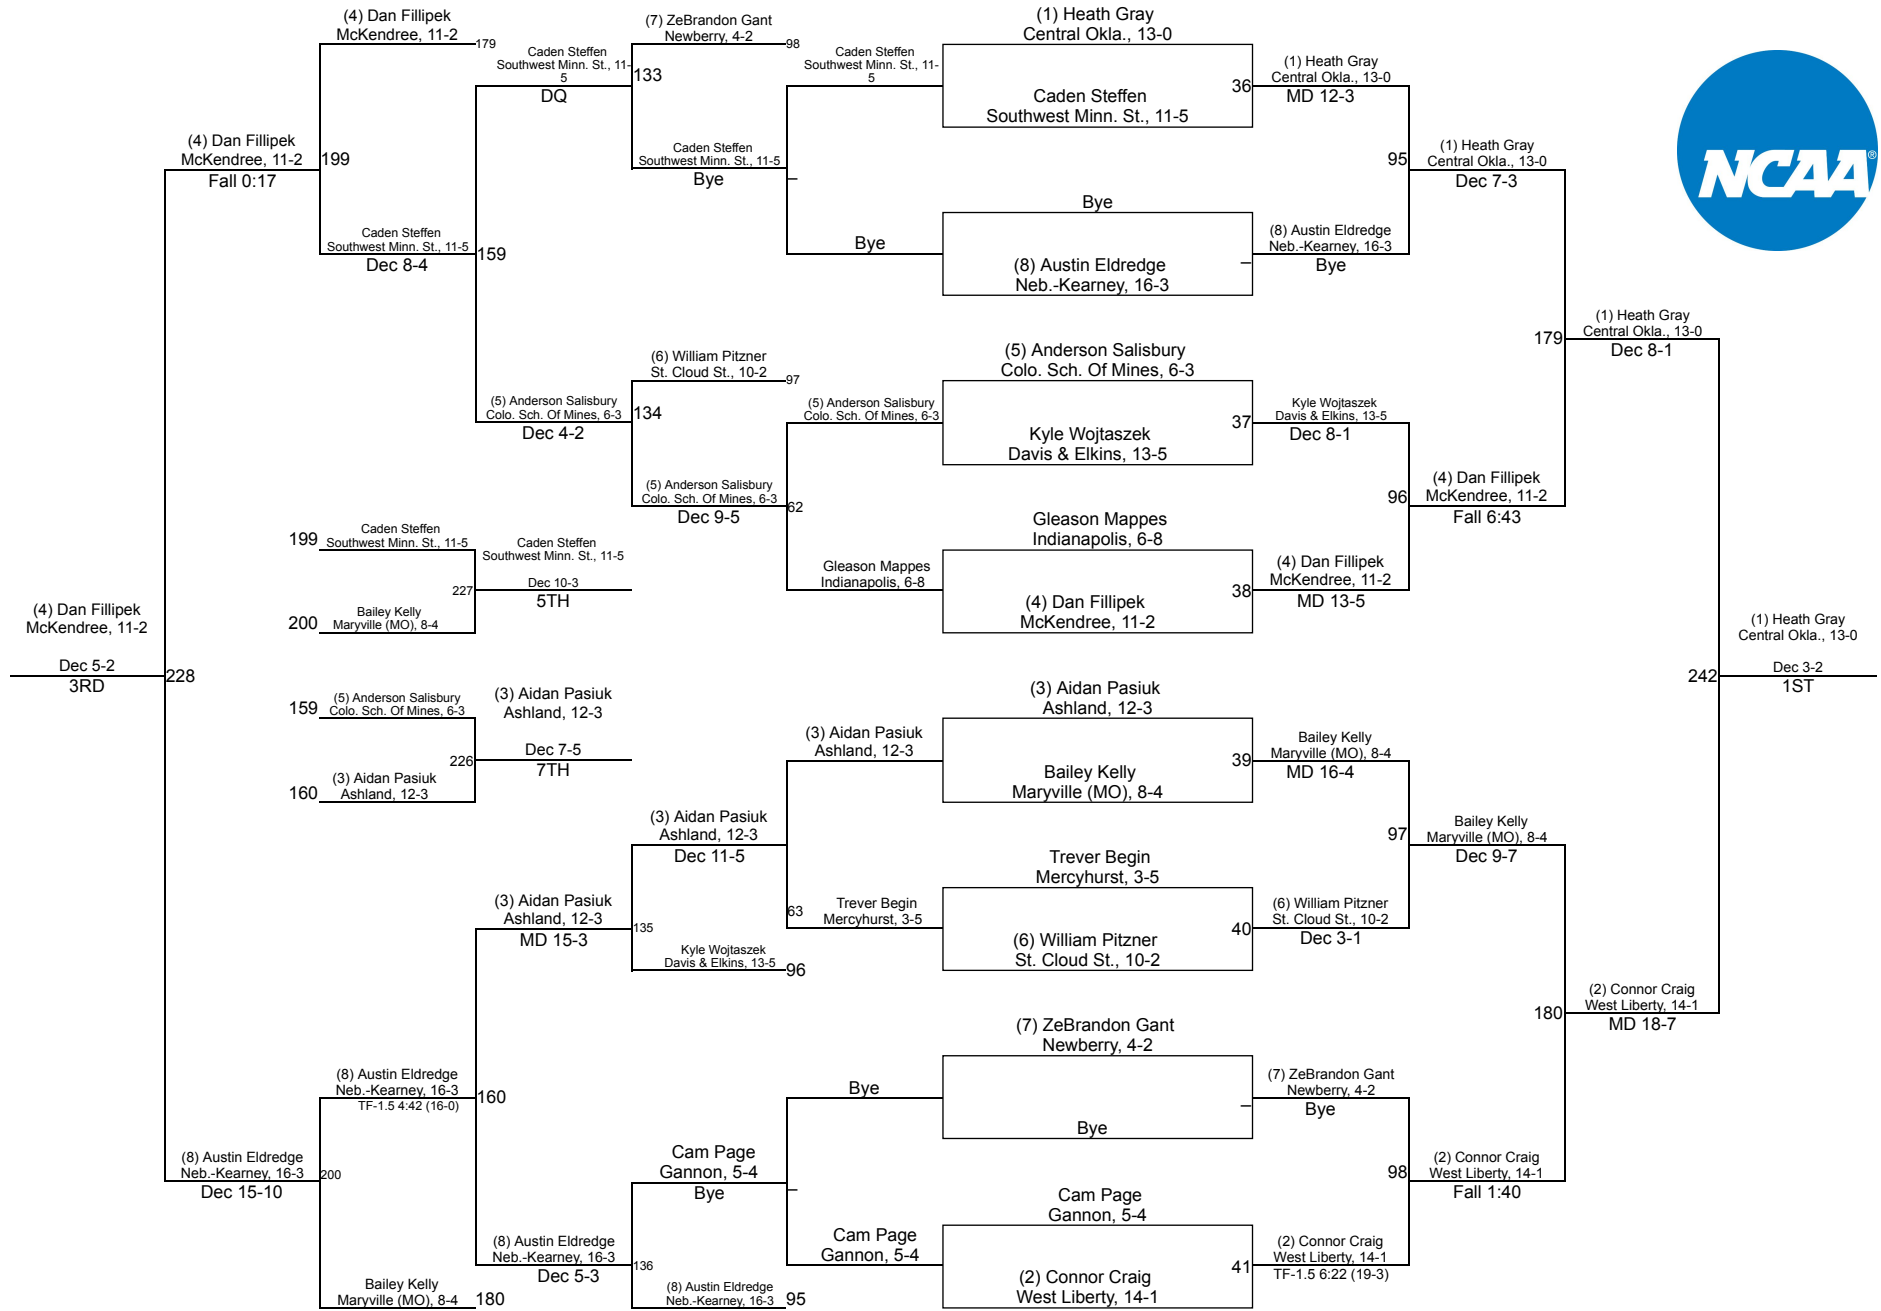 (4) Dan Fillipek
McKendree, 11-2
179
Caden Steffen
Southwest Minn. St., 11-
5
DQ
(7) ZeBrandon Gant
Newberry, 4-2
98
133
Caden Steffen
Southwest Minn. St., 11-
5
(1) Heath Gray
Central Okla., 13-0
Caden Steffen
Southwest Minn. St., 11-5
36
(1) Heath Gray
Central Okla., 13-0
MD 12-3
NCAA®
(4) Dan Fillipek
McKendree, 11-2
Fall 0:17
199
Caden Steffen
Southwest Minn. St., 11-5
Bye
–
95
(1) Heath Gray
Central Okla., 13-0
Dec 7-3
Caden Steffen
Southwest Minn. St., 11-5
Dec 8-4
159
Bye
Bye
(8) Austin Eldredge
Neb.-Kearney, 16-3
–
(8) Austin Eldredge
Neb.-Kearney, 16-3
Bye
179
(1) Heath Gray
Central Okla., 13-0
Dec 8-1
(6) William Pitzner
St. Cloud St., 10-2
97
(5) Anderson Salisbury
Colo. Sch. Of Mines, 6-3
Dec 4-2
134
(5) Anderson Salisbury
Colo. Sch. Of Mines, 6-3
(5) Anderson Salisbury
Colo. Sch. Of Mines, 6-3
Kyle Wojtaszek
Davis & Elkins, 13-5
37
Kyle Wojtaszek
Davis & Elkins, 13-5
Dec 8-1
(5) Anderson Salisbury
Colo. Sch. Of Mines, 6-3
Dec 9-5
62
96
(4) Dan Fillipek
McKendree, 11-2
Fall 6:43
199
Caden Steffen
Southwest Minn. St., 11-5
Caden Steffen
Southwest Minn. St., 11-5
227
Dec 10-3
5TH
200
Bailey Kelly
Maryville (MO), 8-4
Gleason Mappes
Indianapolis, 6-8
Gleason Mappes
Indianapolis, 6-8
(4) Dan Fillipek
McKendree, 11-2
38
(4) Dan Fillipek
McKendree, 11-2
MD 13-5
(4) Dan Fillipek
McKendree, 11-2
Dec 5-2
3RD
228
(1) Heath Gray
Central Okla., 13-0
242
Dec 3-2
1ST
159
(5) Anderson Salisbury
Colo. Sch. Of Mines, 6-3
(3) Aidan Pasiuk
Ashland, 12-3
226
Dec 7-5
7TH
160
(3) Aidan Pasiuk
Ashland, 12-3
(3) Aidan Pasiuk
Ashland, 12-3
(3) Aidan Pasiuk
Ashland, 12-3
Bailey Kelly
Maryville (MO), 8-4
39
Bailey Kelly
Maryville (MO), 8-4
MD 16-4
(3) Aidan Pasiuk
Ashland, 12-3
Dec 11-5
97
Bailey Kelly
Maryville (MO), 8-4
Dec 9-7
(3) Aidan Pasiuk
Ashland, 12-3
MD 15-3
135
63
Trever Begin
Mercyhurst, 3-5
Trever Begin
Mercyhurst, 3-5
(6) William Pitzner
St. Cloud St., 10-2
40
(6) William Pitzner
St. Cloud St., 10-2
Dec 3-1
Kyle Wojtaszek
Davis & Elkins, 13-5
96
180
(2) Connor Craig
West Liberty, 14-1
MD 18-7
(8) Austin Eldredge
Neb.-Kearney, 16-3
TF-1.5 4:42 (16-0)
160
Bye
(7) ZeBrandon Gant
Newberry, 4-2
Bye
–
(7) ZeBrandon Gant
Newberry, 4-2
Bye
(8) Austin Eldredge
Neb.-Kearney, 16-3
Dec 15-10
200
Cam Page
Gannon, 5-4
Bye
–
98
(2) Connor Craig
West Liberty, 14-1
Fall 1:40
(8) Austin Eldredge
Neb.-Kearney, 16-3
Dec 5-3
136
Cam Page
Gannon, 5-4
Cam Page
Gannon, 5-4
(2) Connor Craig
West Liberty, 14-1
41
(2) Connor Craig
West Liberty, 14-1
TF-1.5 6:22 (19-3)
Bailey Kelly
Maryville (MO), 8-4
180
(8) Austin Eldredge
Neb.-Kearney, 16-3
95